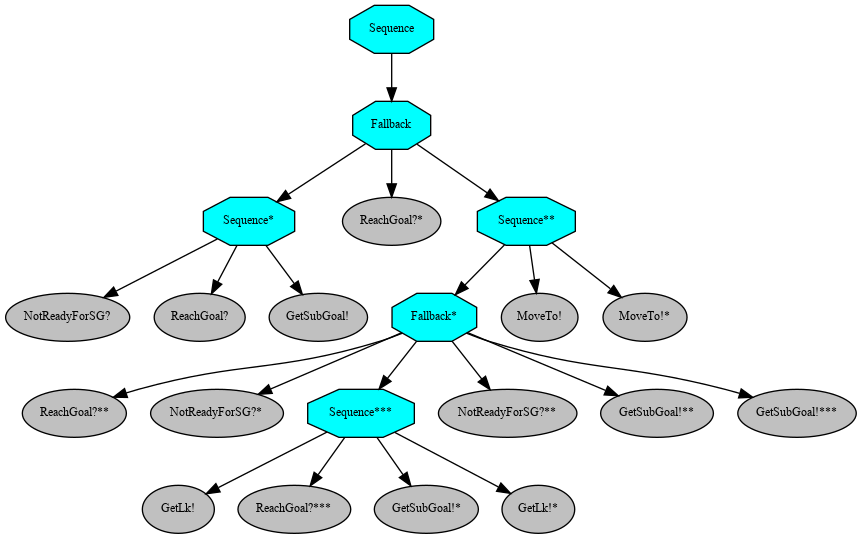 Sequence
Fallback
Sequence*
ReachGoal?*
Sequence**
NotReadyForSG?
ReachGoal?
GetSubGoal!
Fallback*
MoveTo!
MoveTo!*
ReachGoal?**
NotReadyForSG?*
Sequence***
NotReadyForSG?**
GetSubGoal!**
GetSubGoal!***
GetLk!
ReachGoal?***
GetSubGoal!*
GetLk!*